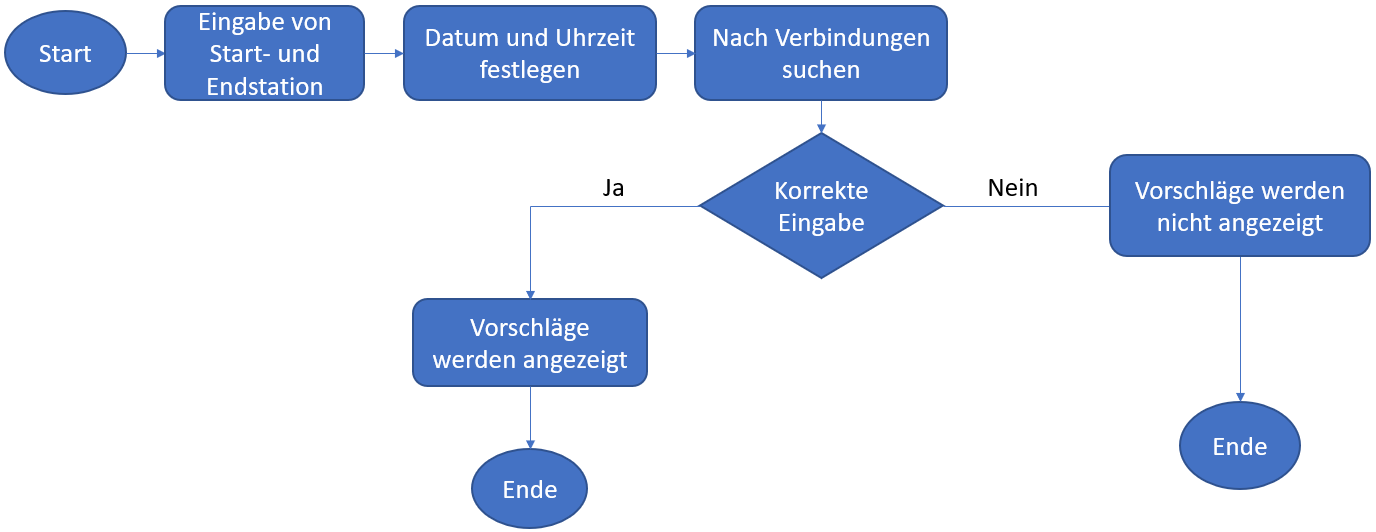 Start
Eingabe von
Start- und
Endstation
Datum und Uhrzeit
festlegen
Nach Verbindungen
suchen
Korrekte
Eingabe
Ja
Nein
Vorschläge werden
nicht angezeigt
Vorschläge
werden angezeigt
Ende
Ende